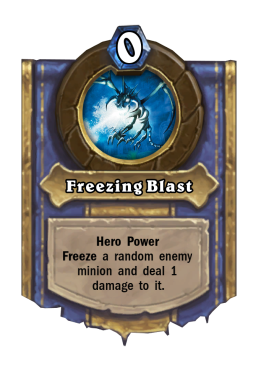 0
Freezing Blast
Hero Power
Freeze a random enemy
minion and deal 1
damage to it.